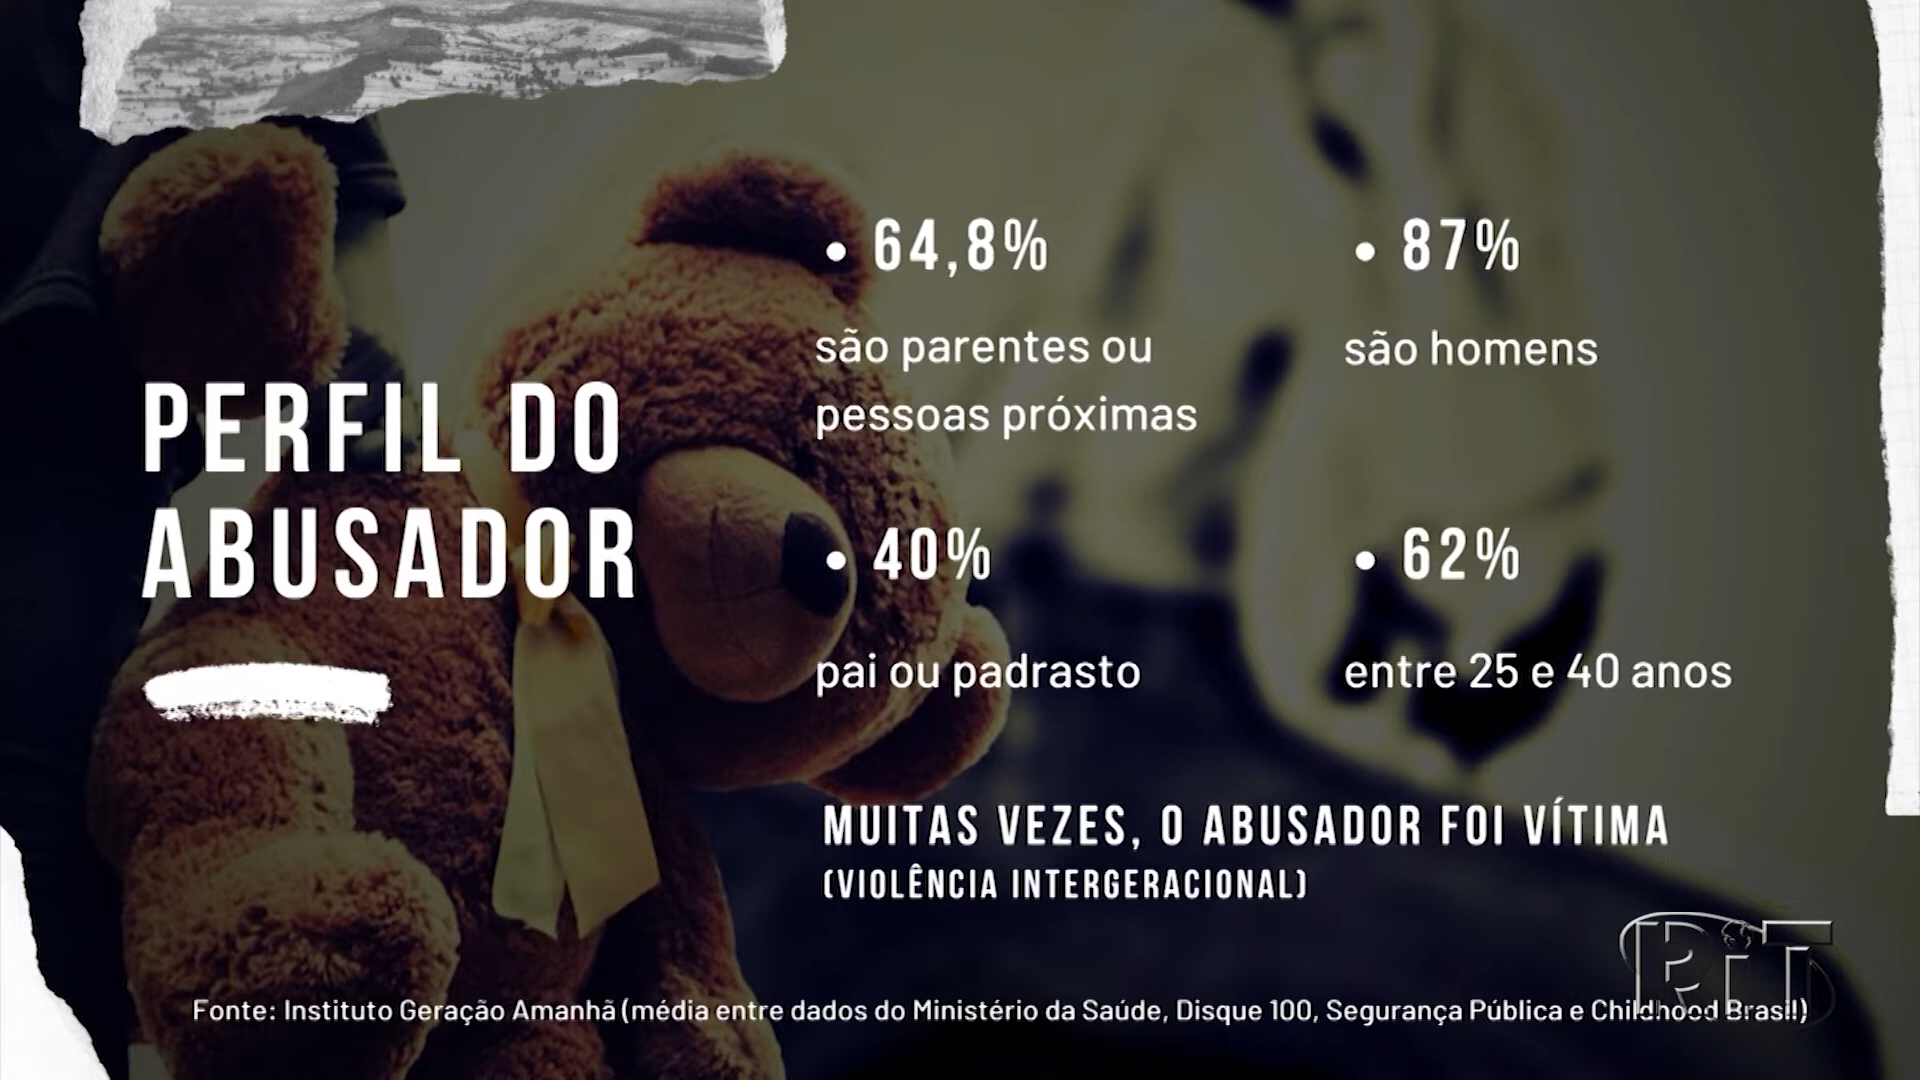 PERFIL DO
ABUSADOR
• 64,8%
são parentes ou
pessoas próximas
• 87%
são homens
• 40%
pai ou padrasto
• 62%
entre 25 e 40 anos
MUITAS VEZES, O ABUSADOR FOI VÍTIMA
(VIOLÊNCIA INTERGERACIONAL)
RIT
Fonte: Instituto Geração Amanhã (média entre dados do Ministério da Saúde, Disque 100, Segurança Pública e Childhood Brasil)